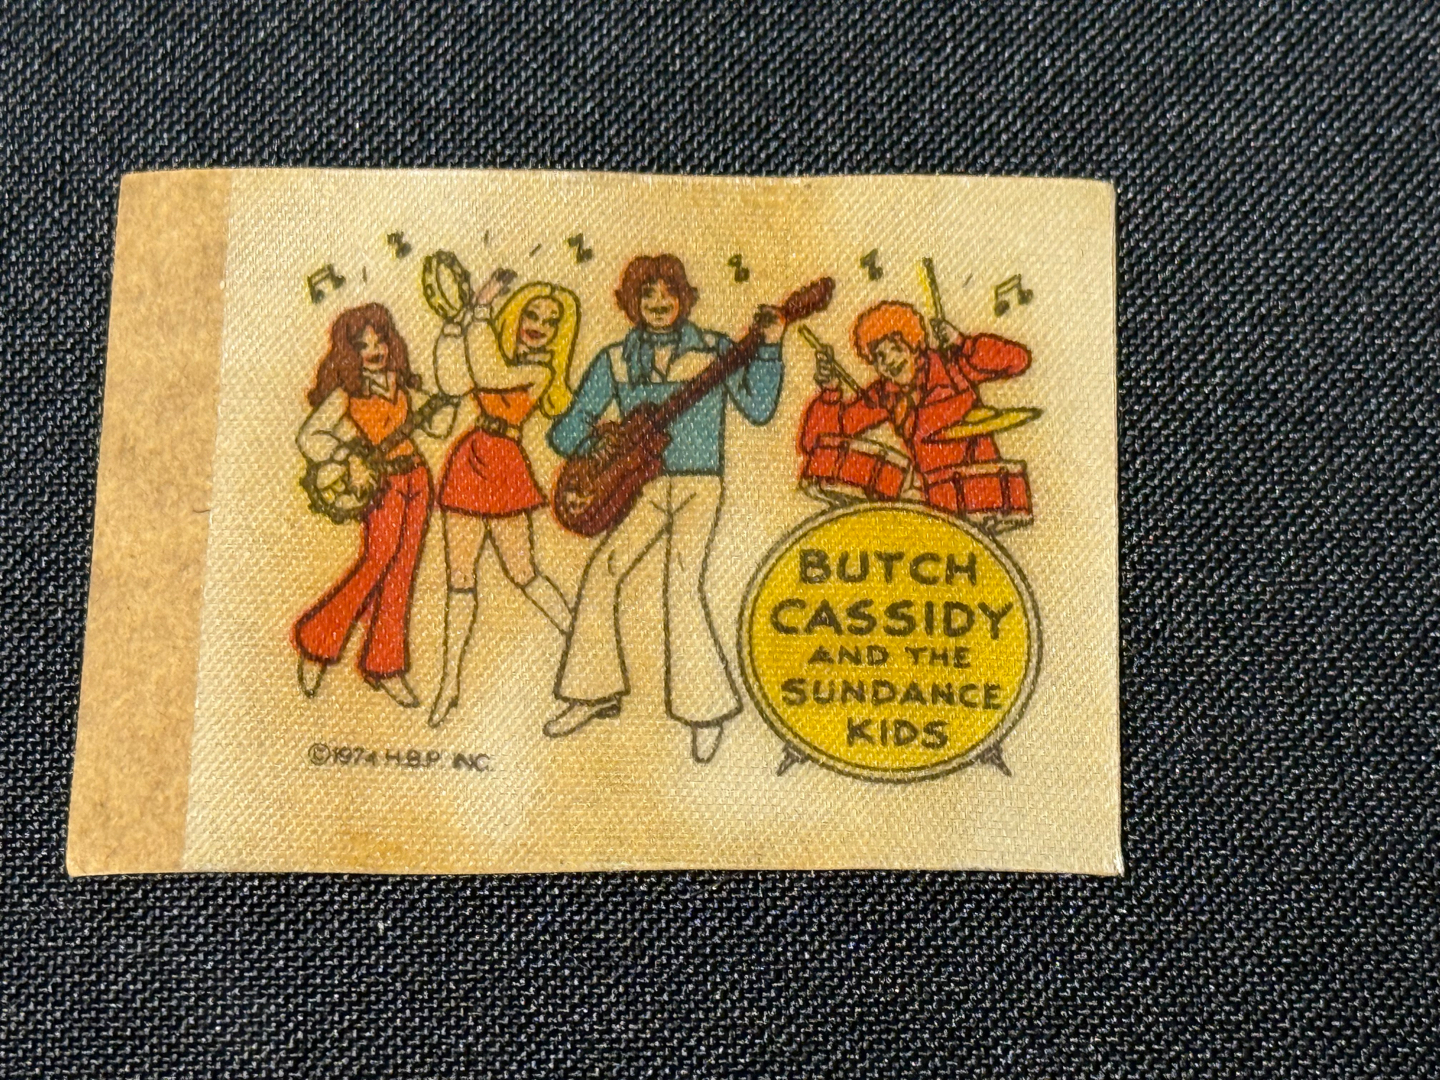 BUTCH
CASSIDY
AND THE
SUNDANCE
KIDS
©1974 H.B.P. INC.